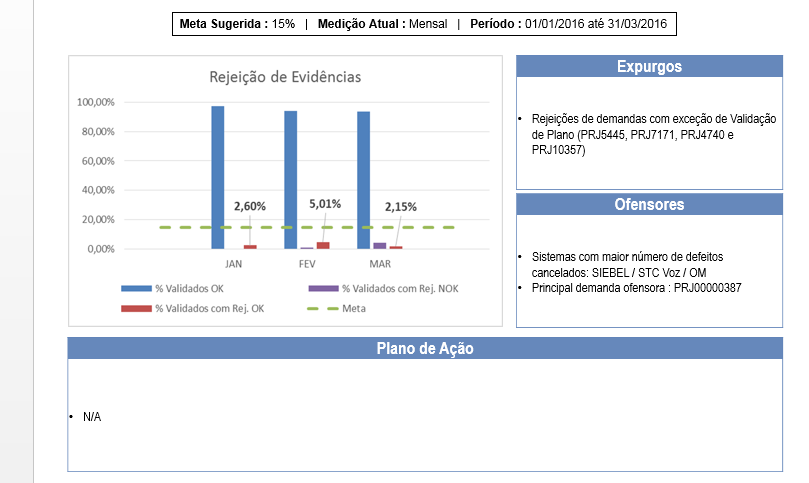 Meta Sugerida : 15% | Medição Atual : Mensal | Período : 01/01/2016 até 31/03/2016
Rejeição de Evidências
100,00%
80,00%
60,00%
40,00%
20,00%
0,00%
2,60%
5,01%
2,15%
JAN
FEV
MAR
% Validados OK
% Validados com Rej. NOK
% Validados com Rej. OK
Meta
Expurgos
• Rejeições de demandas com exceção de Validação
de Plano (PRJ5445, PRJ7171, PRJ4740 e
PRJ10357)
Ofensores
• Sistemas com maior número de defeitos
cancelados: SIEBEL / STC Voz / OM
• Principal demanda ofensora : PRJ00000387
Plano de Ação
• N/A